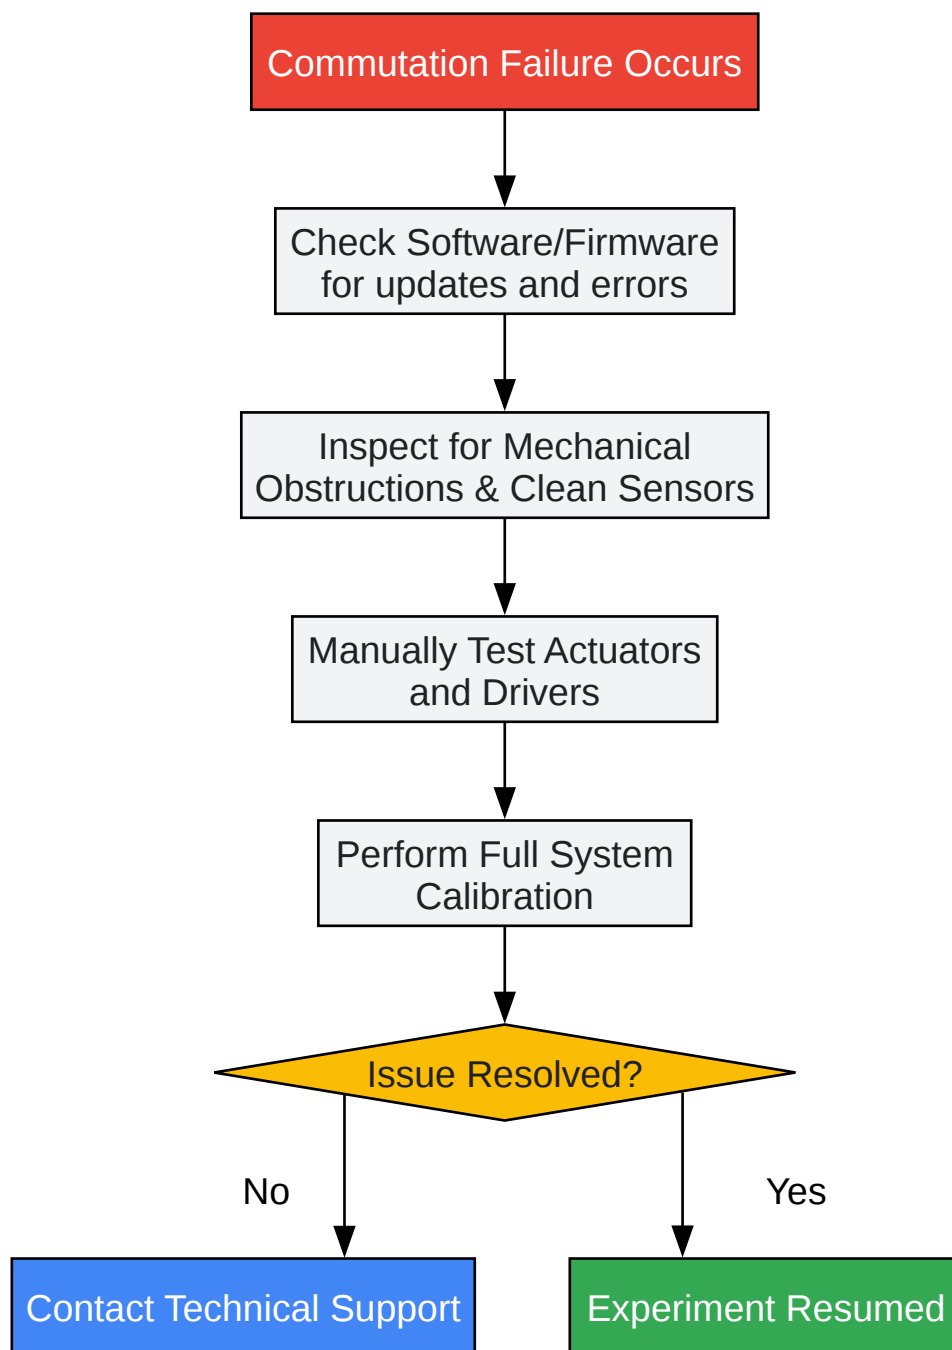 Commutation Failure Occurs
Check Software/Firmware
for updates and errors
Inspect for Mechanical
Obstructions & Clean Sensors
Manually Test Actuators
and Drivers
Perform Full System
Calibration
Issue Resolved?
No
Yes
Contact Technical Support
Experiment Resumed